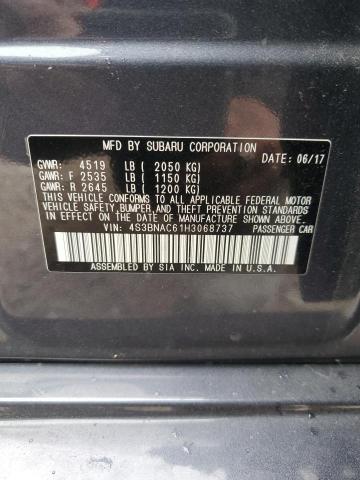 MFD BY SUBARU CORPORATION
GVWR: 4519 LB ( 2050 KG) DATE: 06/17
GAWR: F 2535 LB ( 1150 KG)
GAWR: R 2645 LB ( 1200 KG)
THIS VEHICLE CONFORMS TO ALL APPLICABLE FEDERAL MOTOR
VEHICLE SAFETY, BUMPER, AND THEFT PREVENTION STANDARDS
IN EFFECT ON THE DATE OF MANUFACTURE SHOWN ABOVE.
VIN: 4S3BNAC61H3068737 PASSENGER CAR
ASSEMBLED BY SIA INC. MADE IN U.S.A.